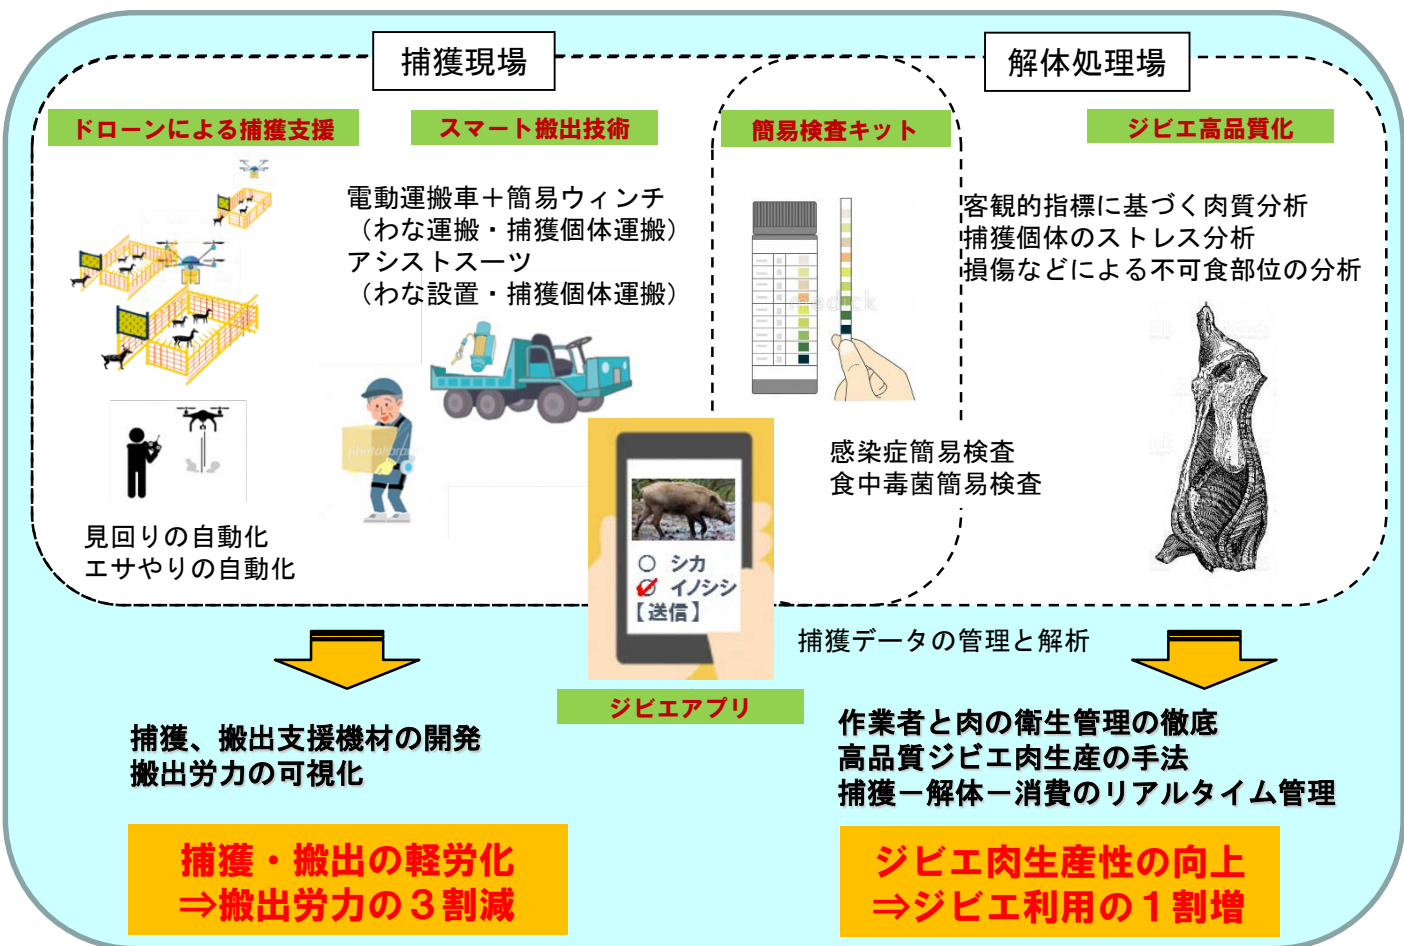 捕獲現場
解体処理場
ドローンによる捕獲支援
スマート搬出技術
簡易検査キット
ジビエ高品質化
電動運搬車＋簡易ウィンチ
（わな運搬・捕獲個体運搬）
アシストスーツ
（わな設置・捕獲個体運搬）
客観的指標に基づく肉質分析
捕獲個体のストレス分析
損傷などによる不可食部位の分析
見回りの自動化
エサやりの自動化
感染症簡易検査
食中毒菌簡易検査
シカ
イノシシ
【送信】
捕獲データの管理と解析
ジビエアプリ
捕獲、搬出支援機材の開発
搬出労力の可視化
作業者と肉の衛生管理の徹底
高品質ジビエ肉生産の手法
捕獲－解体－消費のリアルタイム管理
捕獲・搬出の軽労化
⇒搬出労力の３割減
ジビエ肉生産性の向上
⇒ジビエ利用の１割増